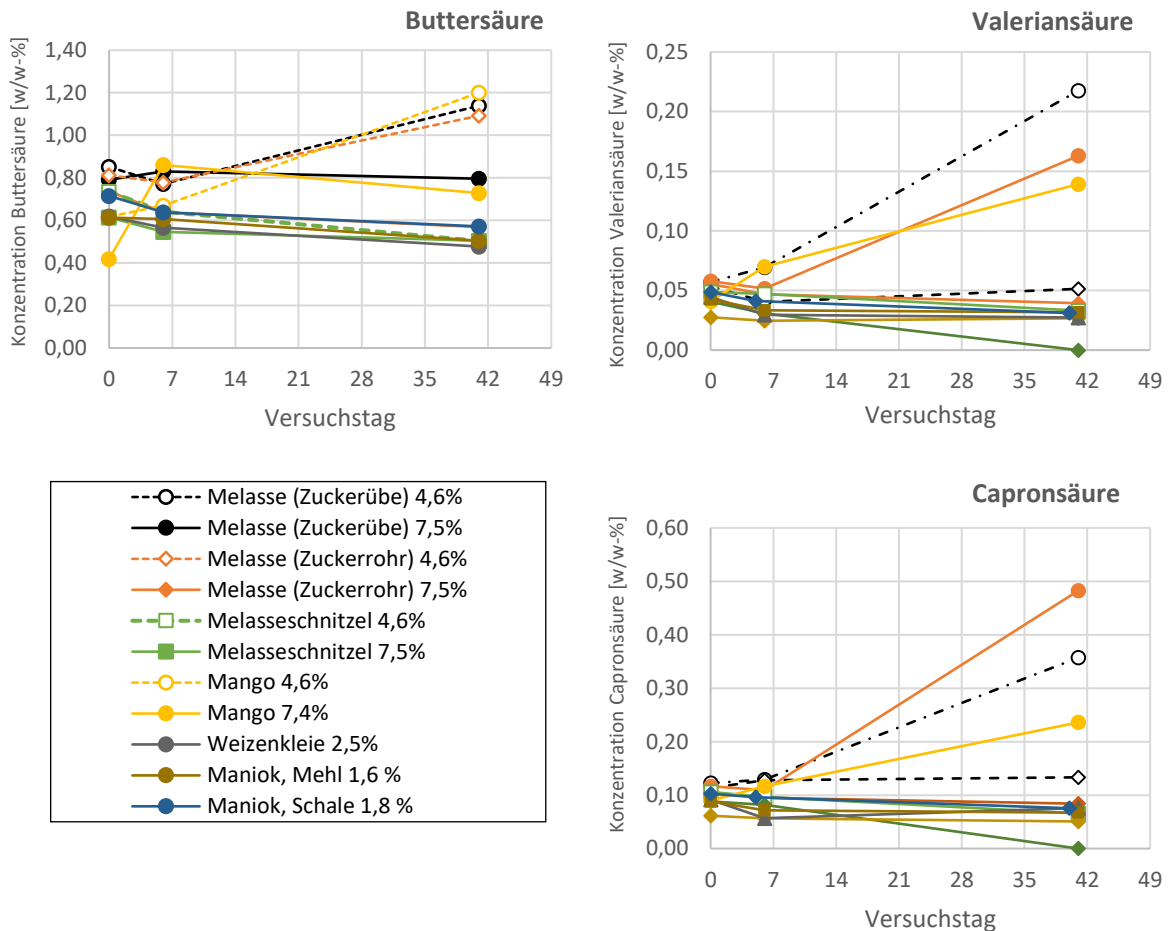 Buttersäure
Konzentration Buttersäure [w/w-%]
1,40
1,20
1,00
0,80
0,60
0,40
0,20
0,00
0 7 14 21 28 35 42 49
Versuchstag
Valeriansäure
Konzentration Valeriansäure [w/w-%]
0,25
0,20
0,15
0,10
0,05
0,00
0 7 14 21 28 35 42 49
Versuchstag
Melasse (Zuckerübe) 4,6%
Melasse (Zuckerübe) 7,5%
Melasse (Zuckerrohr) 4,6%
Melasse (Zuckerrohr) 7,5%
Melasseschnitzel 4,6%
Melasseschnitzel 7,5%
Mango 4,6%
Mango 7,4%
Weizenkleie 2,5%
Maniok, Mehl 1,6 %
Maniok, Schale 1,8 %
Capronsäure
Konzentration Capronsäure [w/w-%]
0,60
0,50
0,40
0,30
0,20
0,10
0,00
0 7 14 21 28 35 42 49
Versuchstag